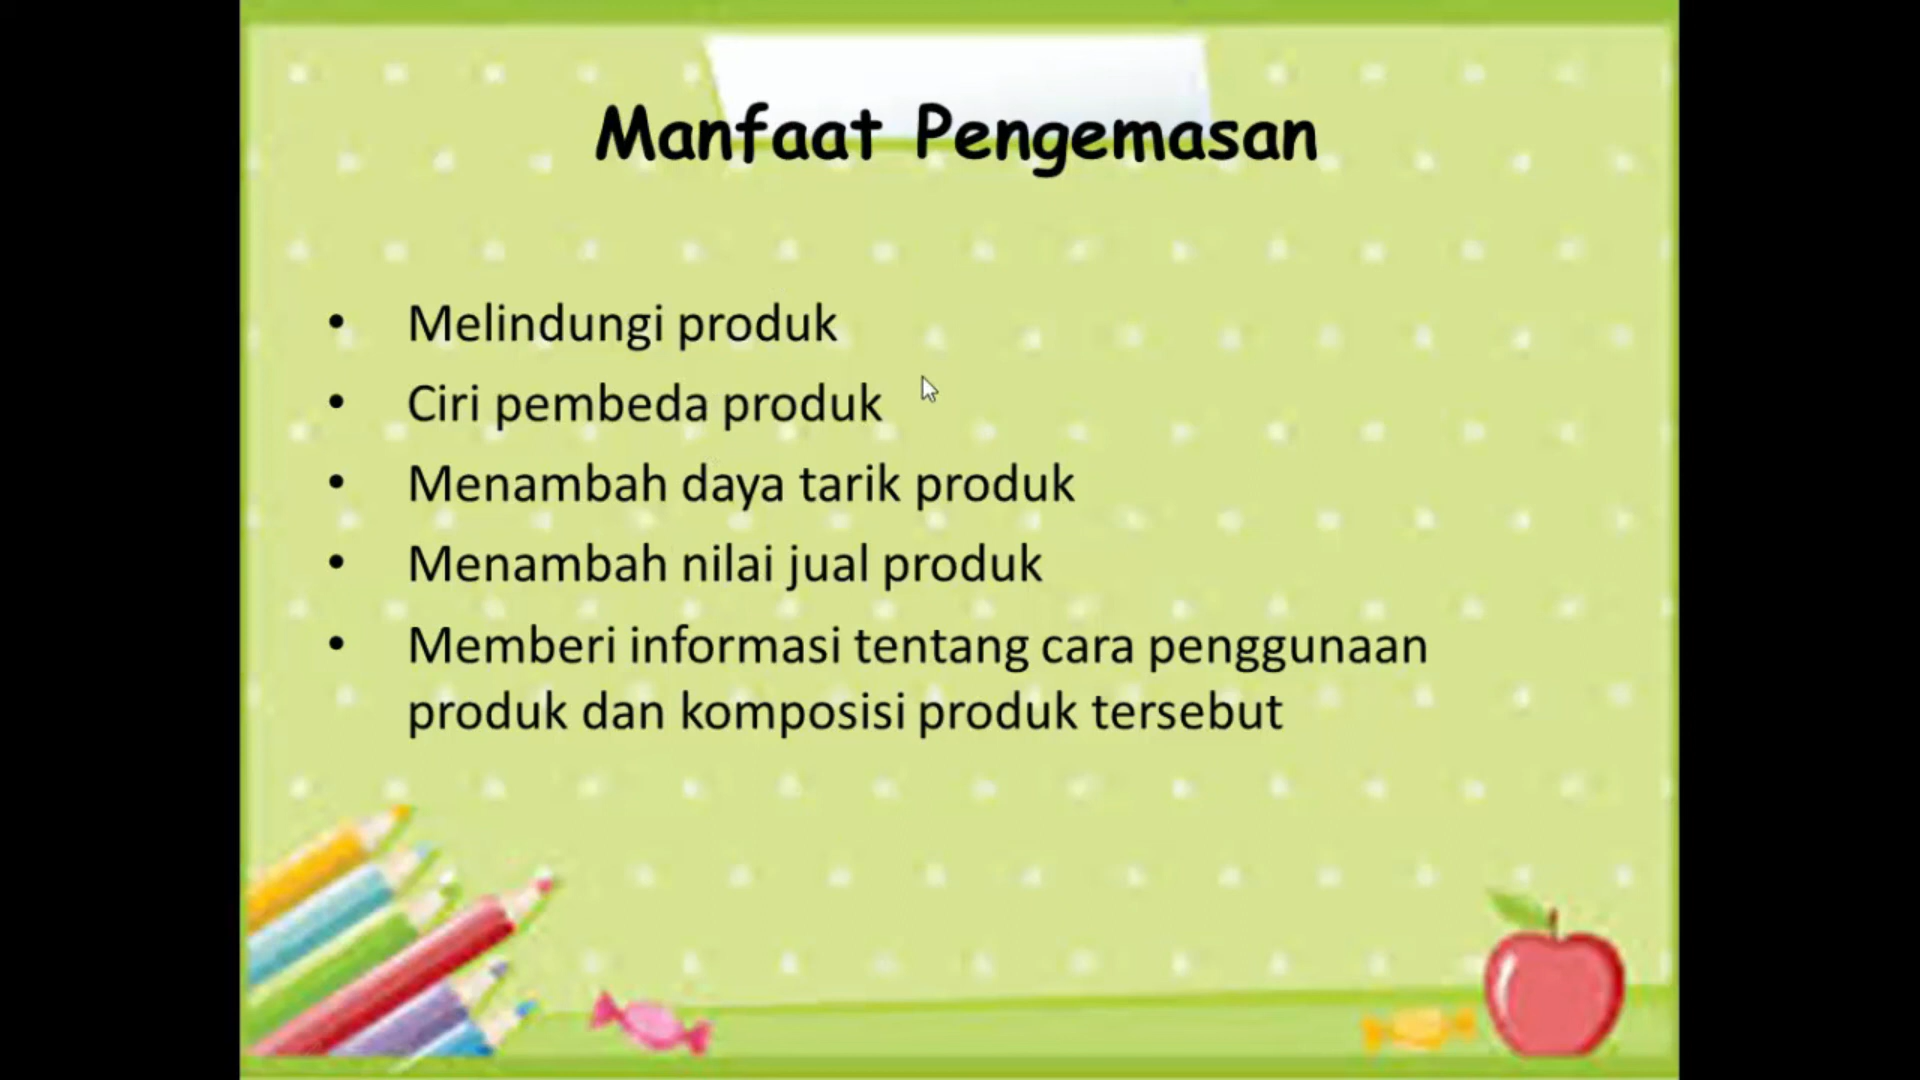 Manfaat Pengemasan
• Melindungi produk
• Ciri pembeda produk
• Menambah daya tarik produk
• Menambah nilai jual produk
• Memberi informasi tentang cara penggunaan
produk dan komposisi produk tersebut